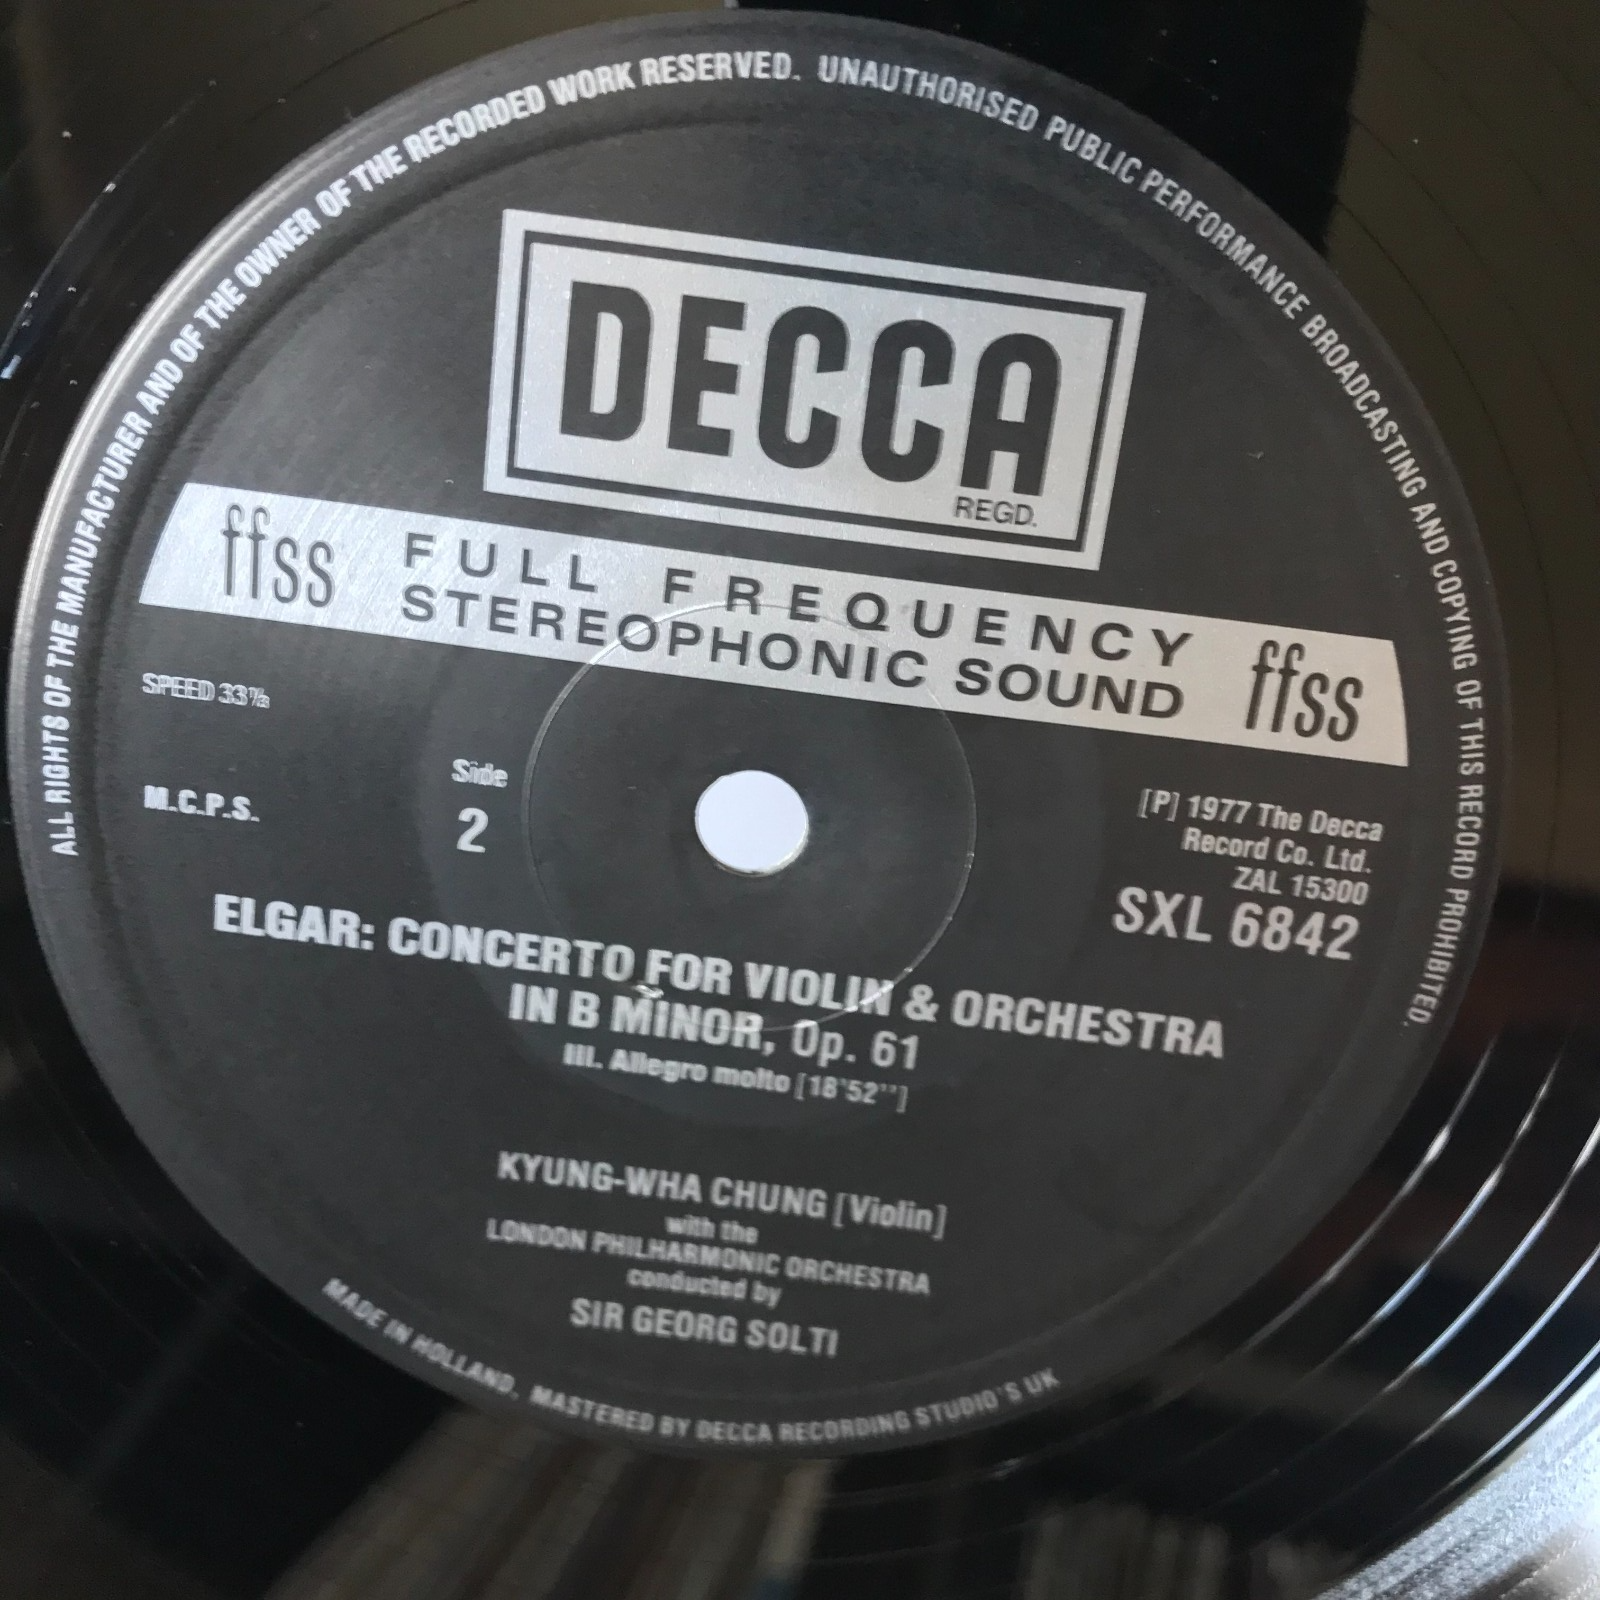 ALL RIGHTS OF THE MANUFACTURER AND OF THE OWNER OF THE RECORDED WORK RESERVED. UNAUTHORISED PUBLIC PERFORMANCE BROADCASTING AND COPYING OF THIS RECORD PROHIBITED.
DECCA
REGD.
ffss FULL FREQUENCY STEREOPHONIC SOUND ffss
SPEED 33⅓
M.C.P.S.
Side
2
[P] 1977 The Decca
Record Co. Ltd.
ZAL 15300
SXL 6842
ELGAR: CONCERTO FOR VIOLIN & ORCHESTRA
IN B MINOR, Op. 61
III. Allegro molto [18'52'']
KYUNG-WHA CHUNG [Violin]
with the
LONDON PHILHARMONIC ORCHESTRA
conducted by
SIR GEORG SOLTI
MADE IN HOLLAND. MASTERED BY DECCA RECORDING STUDIO'S UK